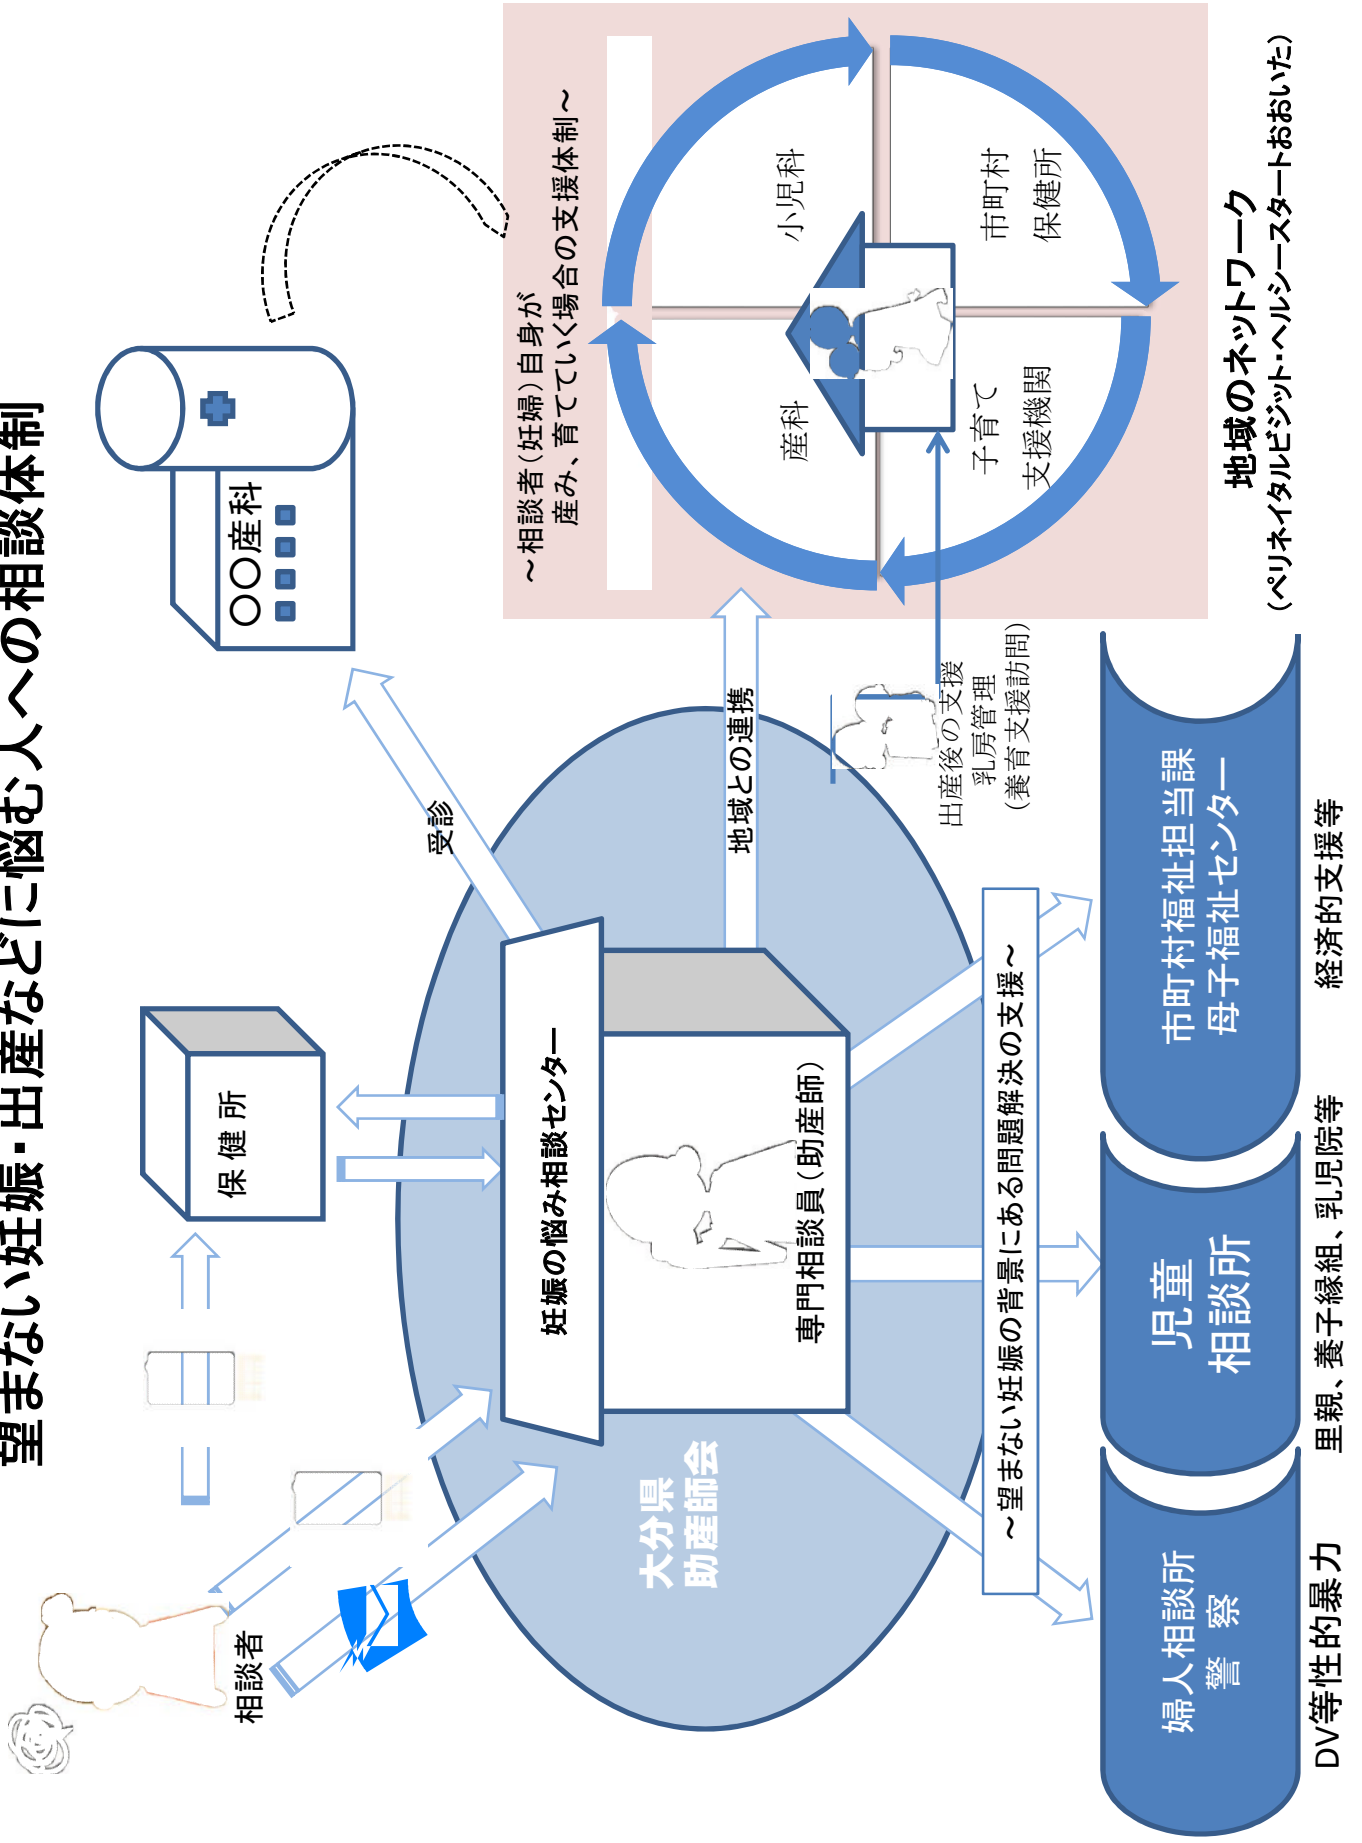 望まない妊娠・出産などに悩む人への相談体制
相談者
保健所
〇〇産科
受診
大分県
助産師会
妊娠の悩み相談センター
専門相談員（助産師）
地域との連携
～相談者（妊婦）自身が
産み、育てていく場合の支援体制～
産科
小児科
子育て
支援機関
市町村
保健所
出産後の支援
乳房管理
（養育支援訪問）
地域のネットワーク
（ペリネイタルビジット・ヘルシースタートおおいた）
～望まない妊娠の背景にある問題解決の支援～
婦人相談所
警　察
児童
相談所
市町村福祉担当課
母子福祉センター
DV等性的暴力
里親、養子縁組、乳児院等
経済的支援等